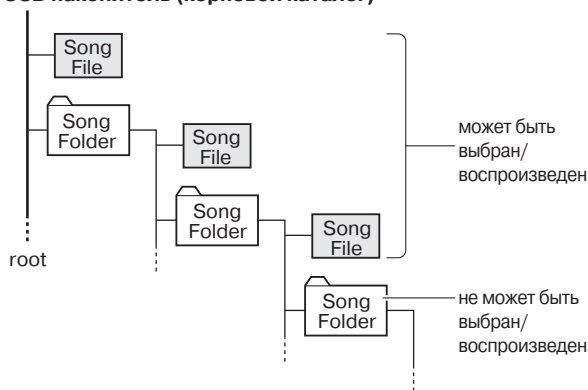 USB-накопитель (корневой каталог)
Song
File
Song
Folder
Song
File
может быть
выбран/
воспроизведен
Song
Folder
Song
File
root
Song
Folder
не может быть
выбран/
воспроизведен